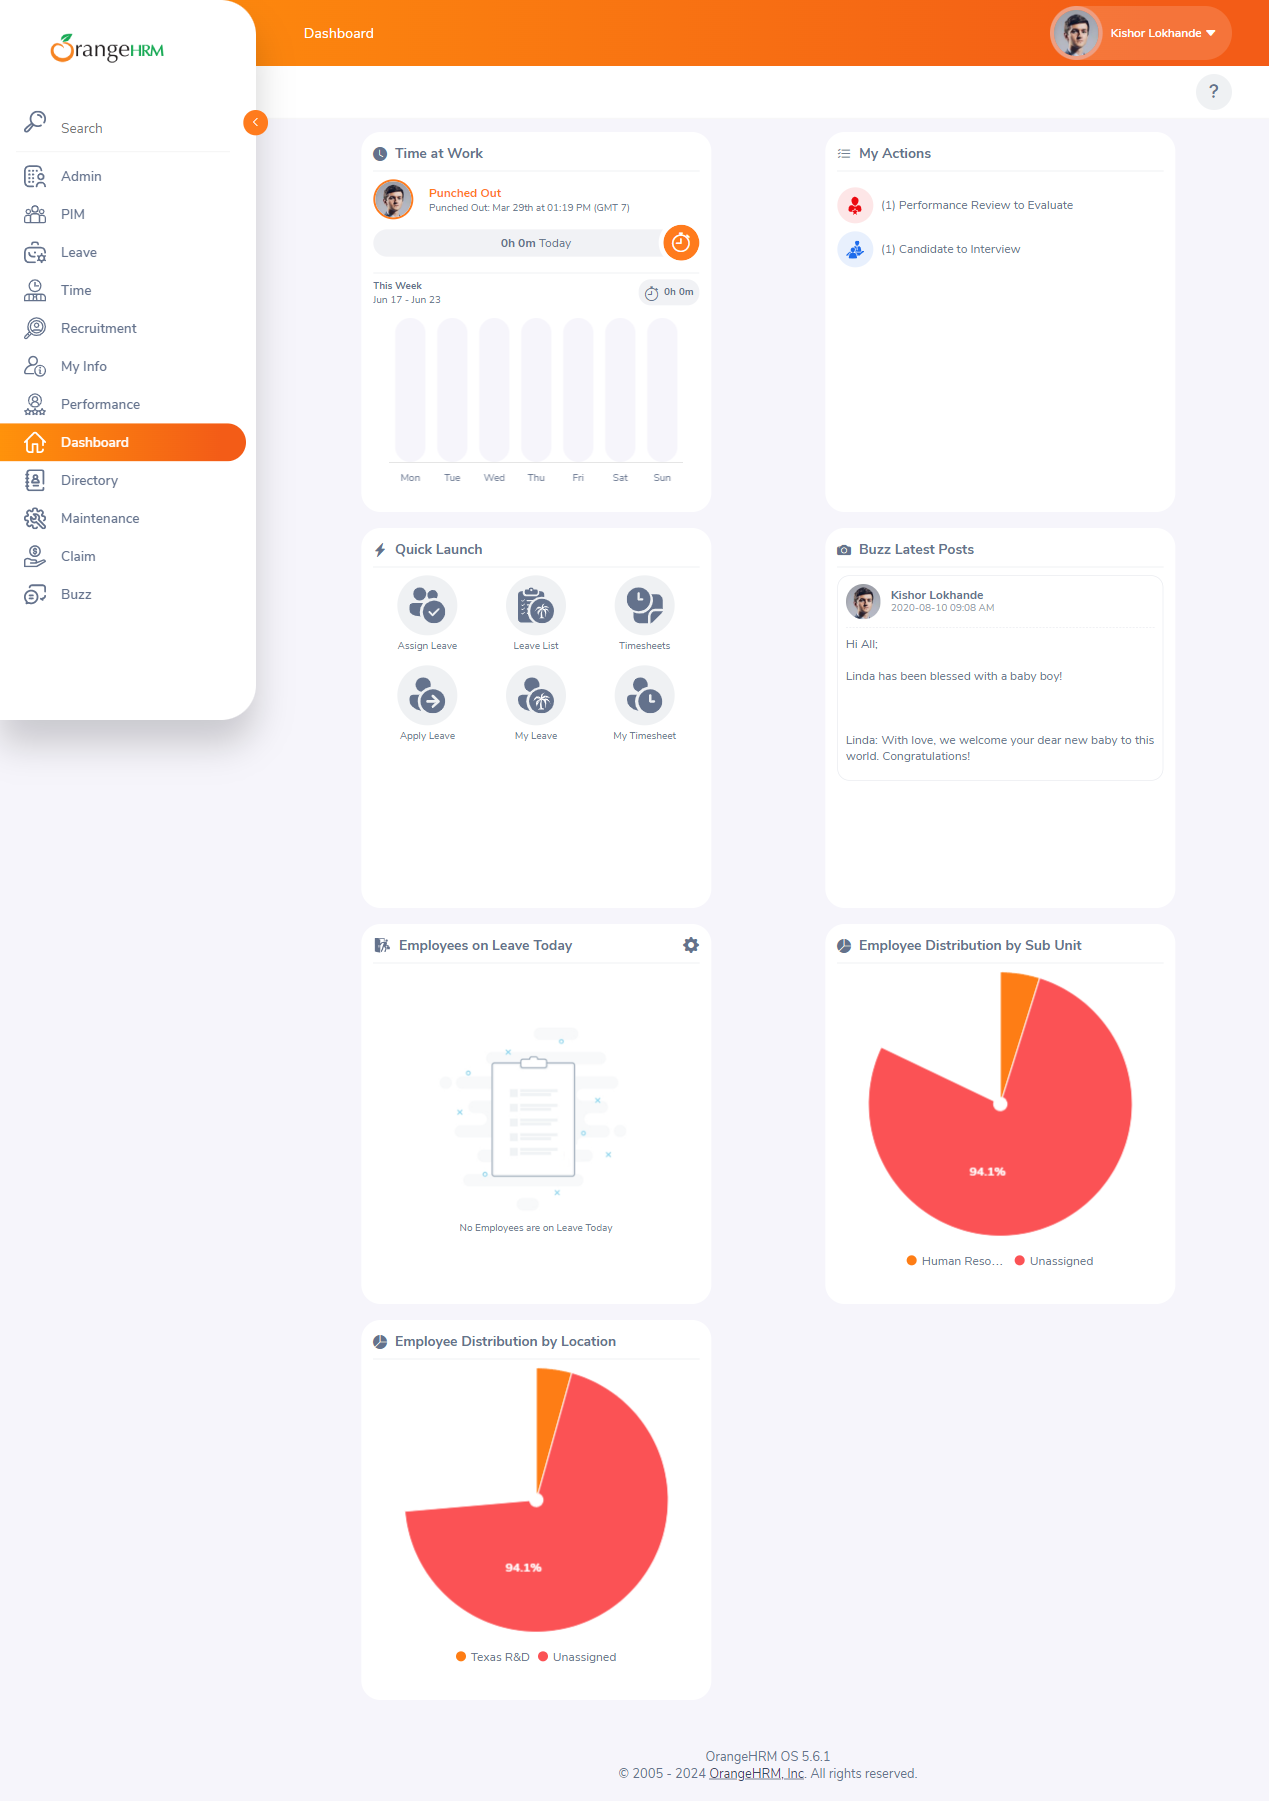 OrangeHRM
Dashboard
Kishor Lokhande
?
Search
Admin
PIM
Leave
Time
Recruitment
My Info
Performance
Dashboard
Directory
Maintenance
Claim
Buzz
Time at Work
Punched Out
Punched Out: Mar 29th at 01:19 PM (GMT 7)
0h 0m Today
This Week
Jun 17 - Jun 23
0h 0m
Mon Tue Wed Thu Fri Sat Sun
My Actions
(1) Performance Review to Evaluate
(1) Candidate to Interview
Quick Launch
Assign Leave
Leave List
Timesheets
Apply Leave
My Leave
My Timesheet
Buzz Latest Posts
Kishor Lokhande
2020-08-10 09:08 AM
Hi All;
Linda has been blessed with a baby boy!
Linda: With love, we welcome your dear new baby to this
world. Congratulations!
Employees on Leave Today
No Employees are on Leave Today
Employee Distribution by Sub Unit
94.1%
Human Reso... Unassigned
Employee Distribution by Location
94.1%
Texas R&D Unassigned
OrangeHRM OS 5.6.1
© 2005 - 2024 OrangeHRM, Inc. All rights reserved.